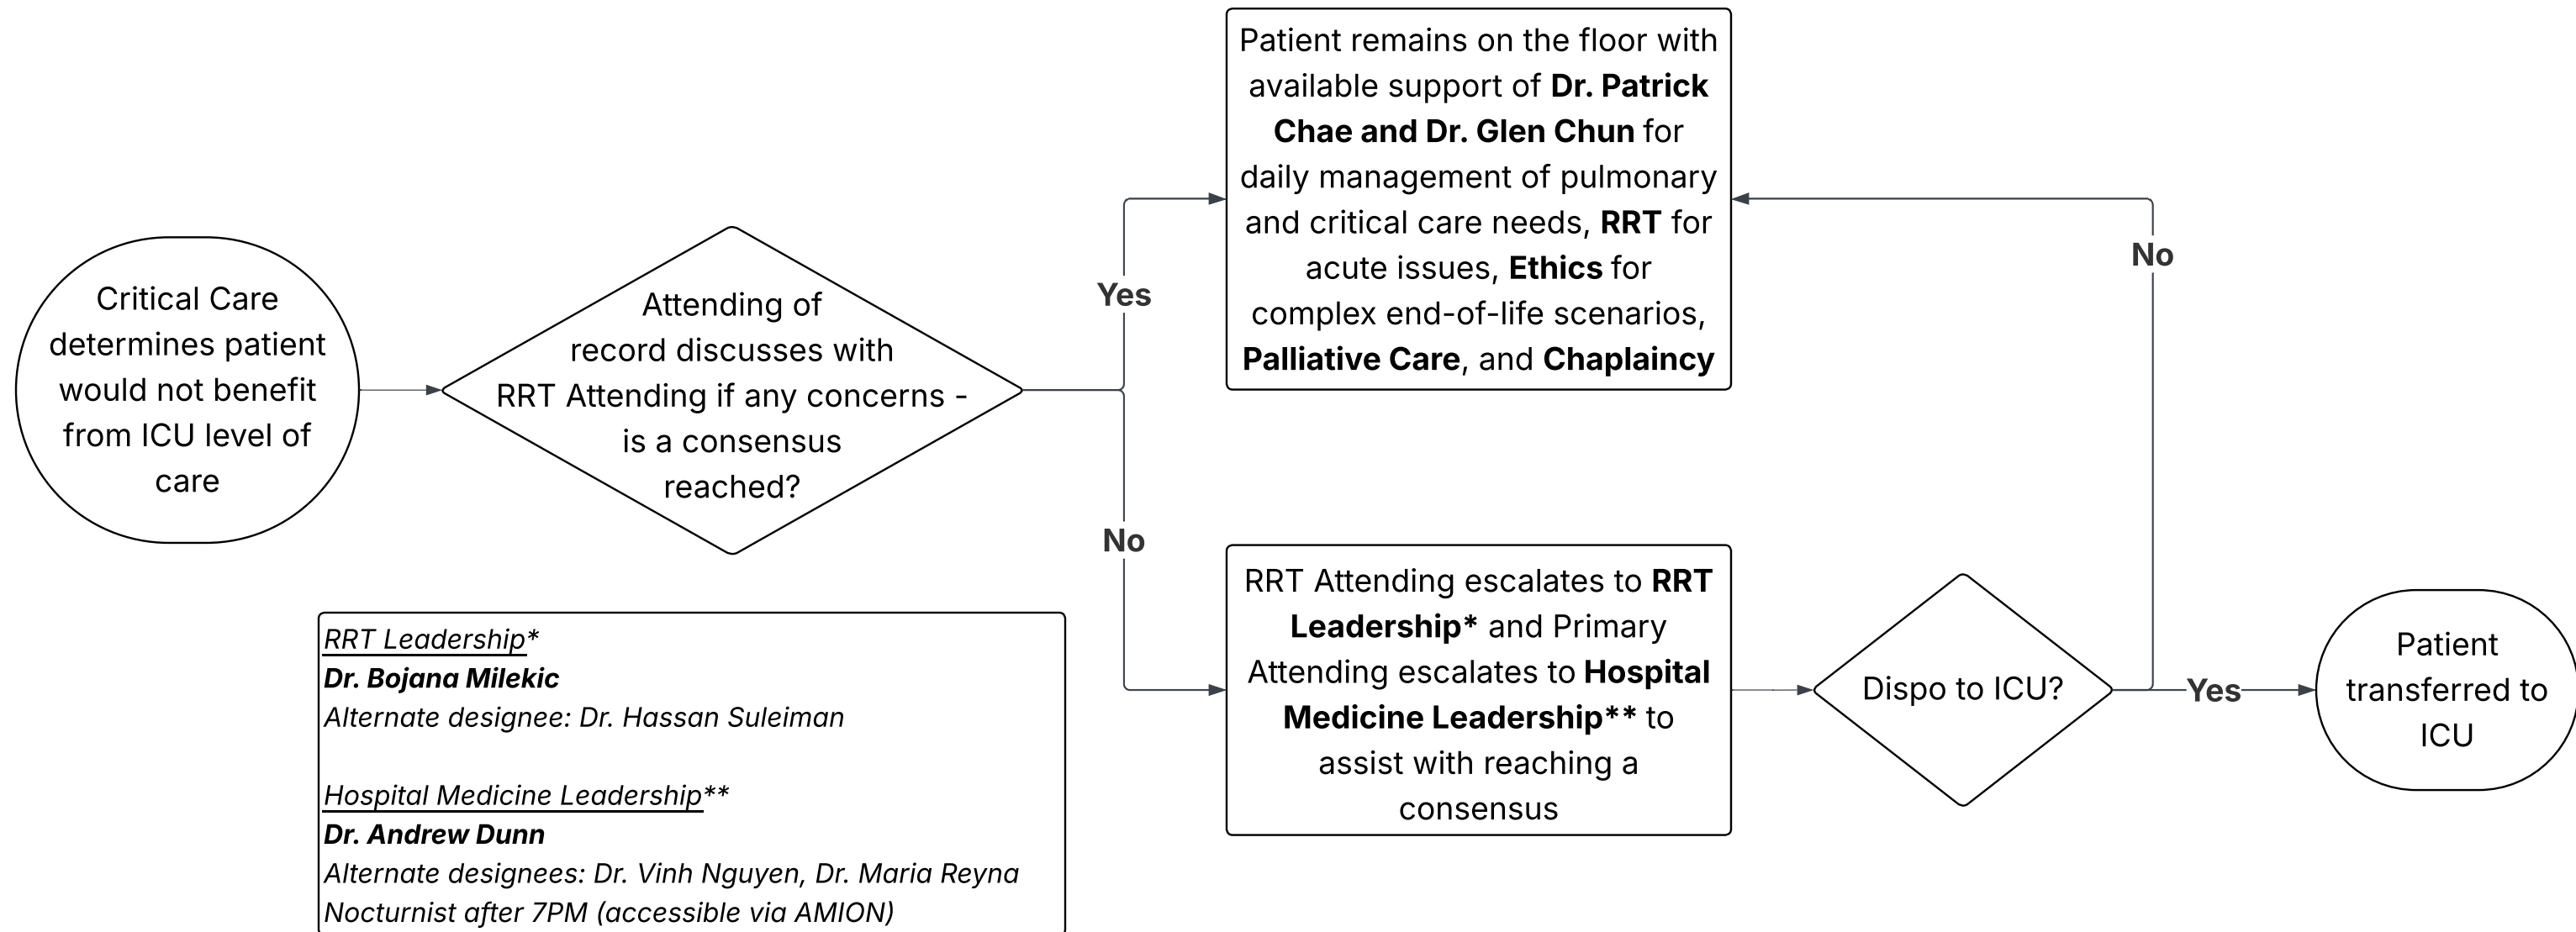 Critical Care
determines patient
would not benefit
from ICU level of
care
Attending of
record discusses with
RRT Attending if any concerns -
is a consensus
reached?
Yes
No
Patient remains on the floor with
available support of Dr. Patrick
Chae and Dr. Glen Chun for
daily management of pulmonary
and critical care needs, RRT for
acute issues, Ethics for
complex end-of-life scenarios,
Palliative Care, and Chaplaincy
RRT Attending escalates to RRT
Leadership* and Primary
Attending escalates to Hospital
Medicine Leadership** to
assist with reaching a
consensus
Dispo to ICU?
No
Yes
Patient
transferred to
ICU
RRT Leadership*
Dr. Bojana Milekic
Alternate designee: Dr. Hassan Suleiman
Hospital Medicine Leadership**
Dr. Andrew Dunn
Alternate designees: Dr. Vinh Nguyen, Dr. Maria Reyna
Nocturnist after 7PM (accessible via AMION)